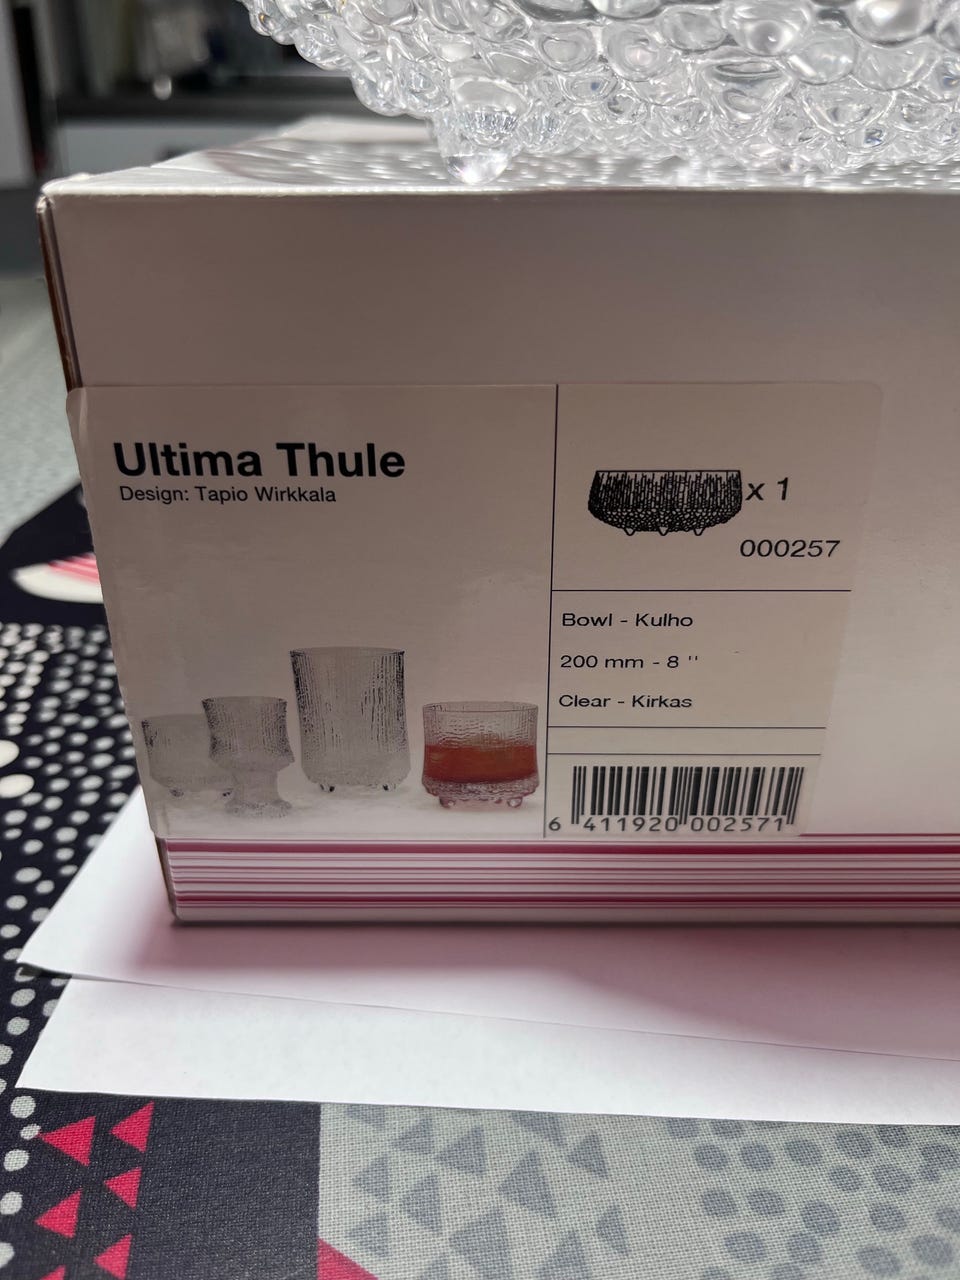 Ultima Thule
Design: Tapio Wirkkala
x 1
000257
Bowl - Kulho
200 mm - 8 "
Clear - Kirkas
6 411920 002571